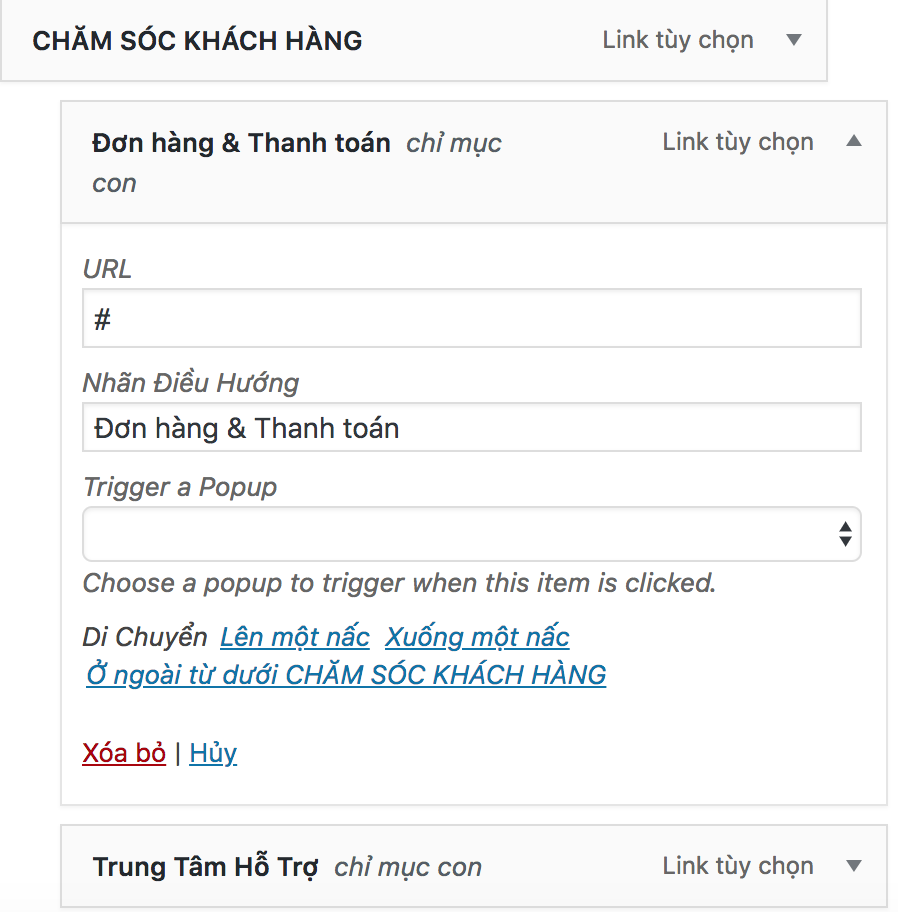 CHĂM SÓC KHÁCH HÀNG Link tùy chọn
Đơn hàng & Thanh toán chỉ mục Link tùy chọn
con
URL
#
Nhãn Điều Hướng
Đơn hàng & Thanh toán
Trigger a Popup
Choose a popup to trigger when this item is clicked.
Di Chuyển Lên một nấc Xuống một nấc
Ở ngoài từ dưới CHĂM SÓC KHÁCH HÀNG
Xóa bỏ | Hủy
Trung Tâm Hỗ Trợ chỉ mục con Link tùy chọn